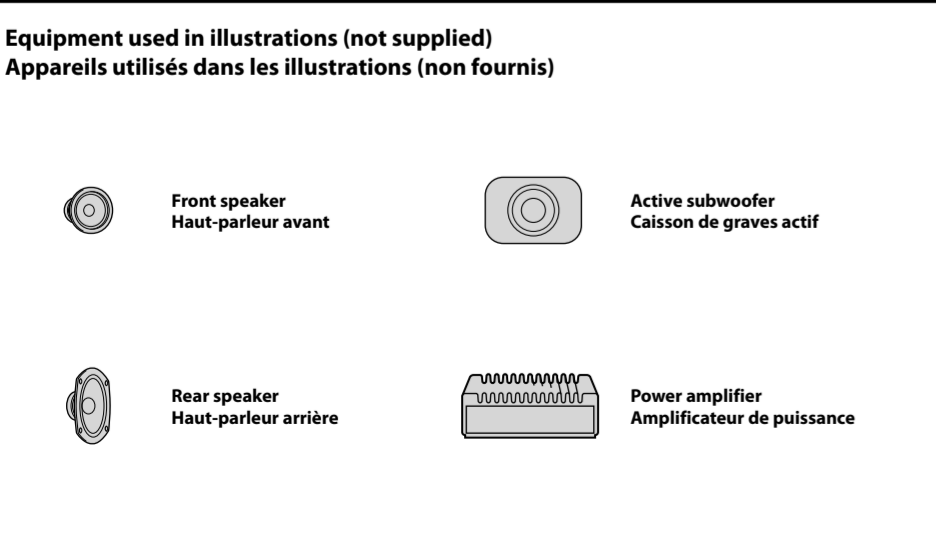 Equipment used in illustrations (not supplied)
Appareils utilisés dans les illustrations (non fournis)
Front speaker
Haut-parleur avant
Active subwoofer
Caisson de graves actif
Rear speaker
Haut-parleur arrière
Power amplifier
Amplificateur de puissance